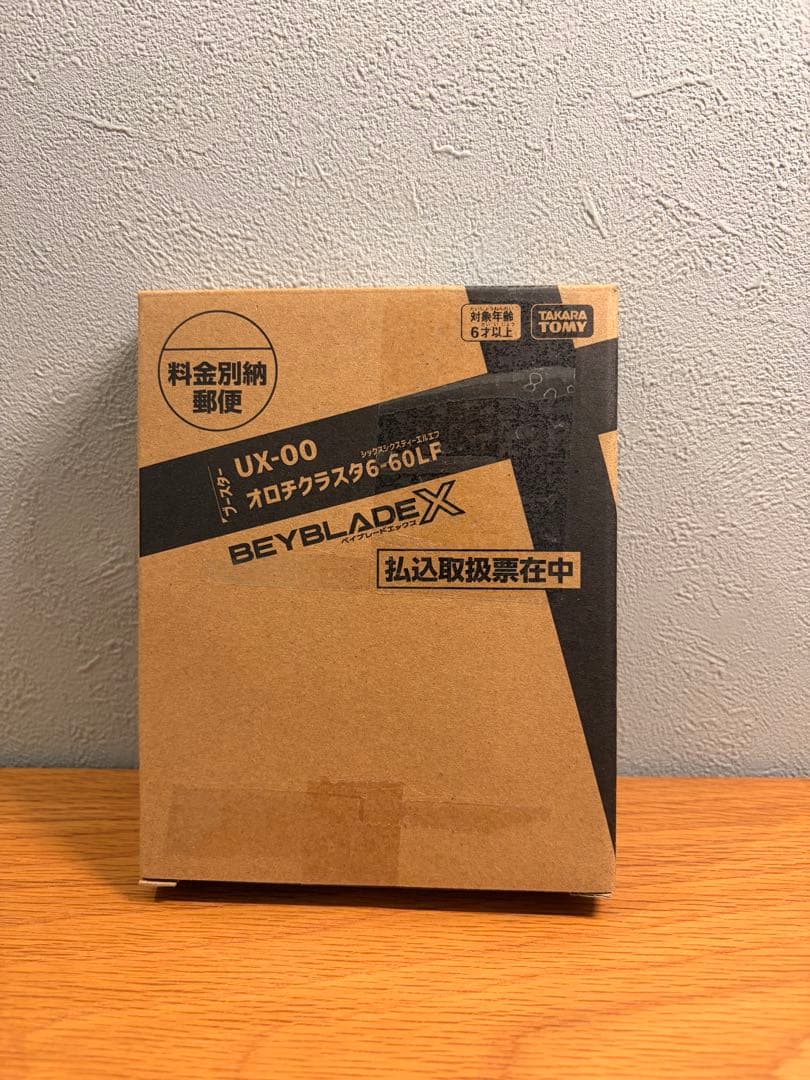 料金別納
郵便
対象年齢
6才以上
TAKARA
TOMY
ブースター
UX-00
シックスシクスティーエルエフ
オロチクラスタ6-60LF
BEYBLADE X
ベイブレードエックス
払込取扱票在中